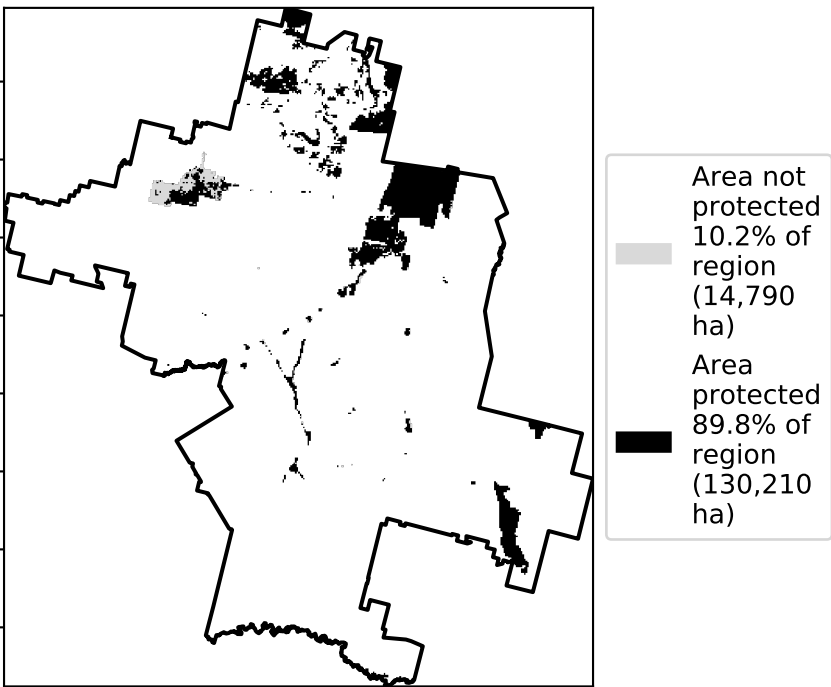 Area not
protected
10.2% of
region
(14,790
ha)
Area
protected
89.8% of
region
(130,210
ha)